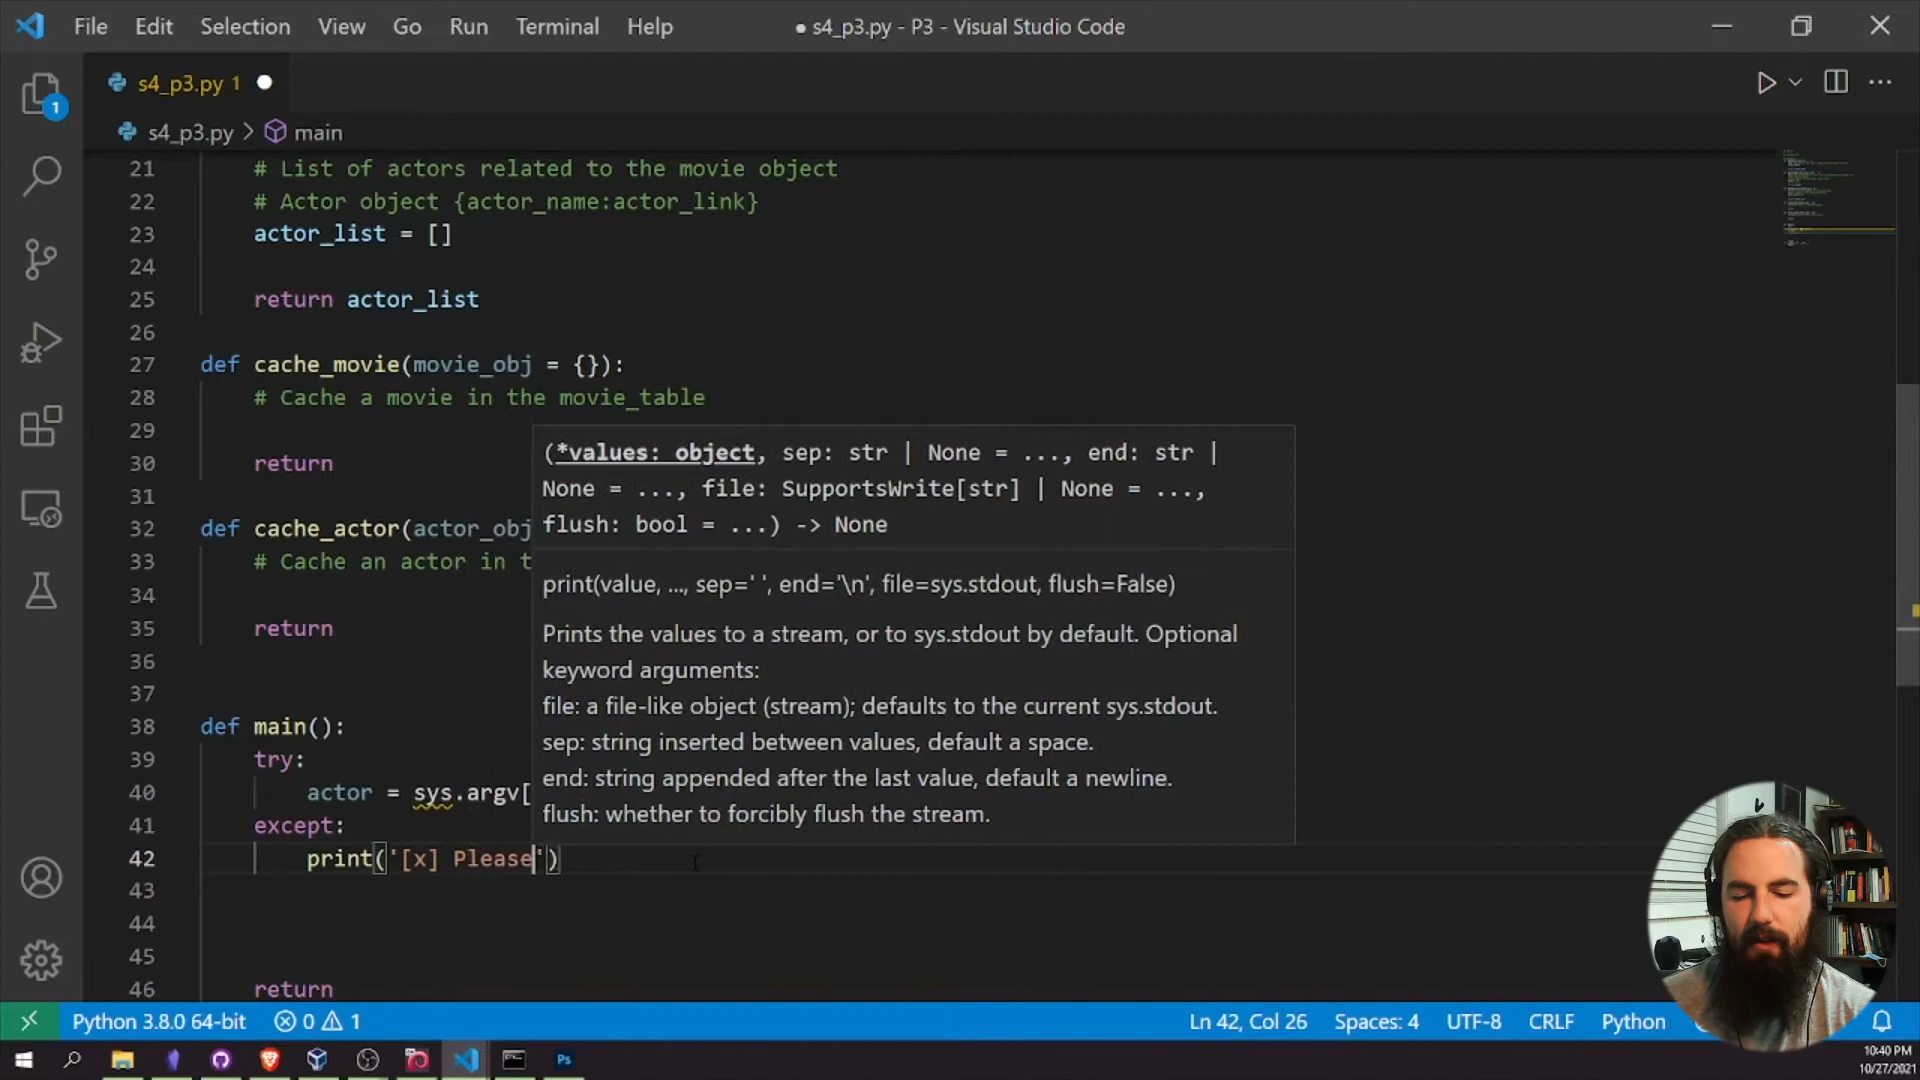 File Edit Selection View Go Run Terminal Help ● s4_p3.py - P3 - Visual Studio Code
s4_p3.py 1
s4_p3.py > main
1
21 # List of actors related to the movie object
22 # Actor object {actor_name:actor_link}
23 actor_list = []
24
25 return actor_list
26
27 def cache_movie(movie_obj = {}):
28 # Cache a movie in the movie_table
29
30 return
31
32 def cache_actor(actor_obj
33 # Cache an actor in t
34
35 return
36
37
38 def main():
39 try:
40 actor = sys.argv[
41 except:
42 print('[x] Please')
43
44
45
46 return
(*values: object, sep: str | None = ..., end: str |
None = ..., file: SupportsWrite[str] | None = ...,
flush: bool = ...) -> None
print(value, ..., sep=' ', end='\n', file=sys.stdout, flush=False)
Prints the values to a stream, or to sys.stdout by default. Optional
keyword arguments:
file: a file-like object (stream); defaults to the current sys.stdout.
sep: string inserted between values, default a space.
end: string appended after the last value, default a newline.
flush: whether to forcibly flush the stream.
Python 3.8.0 64-bit 0 1 Ln 42, Col 26 Spaces: 4 UTF-8 CRLF Python
Ps
10:40 PM
10/27/2021